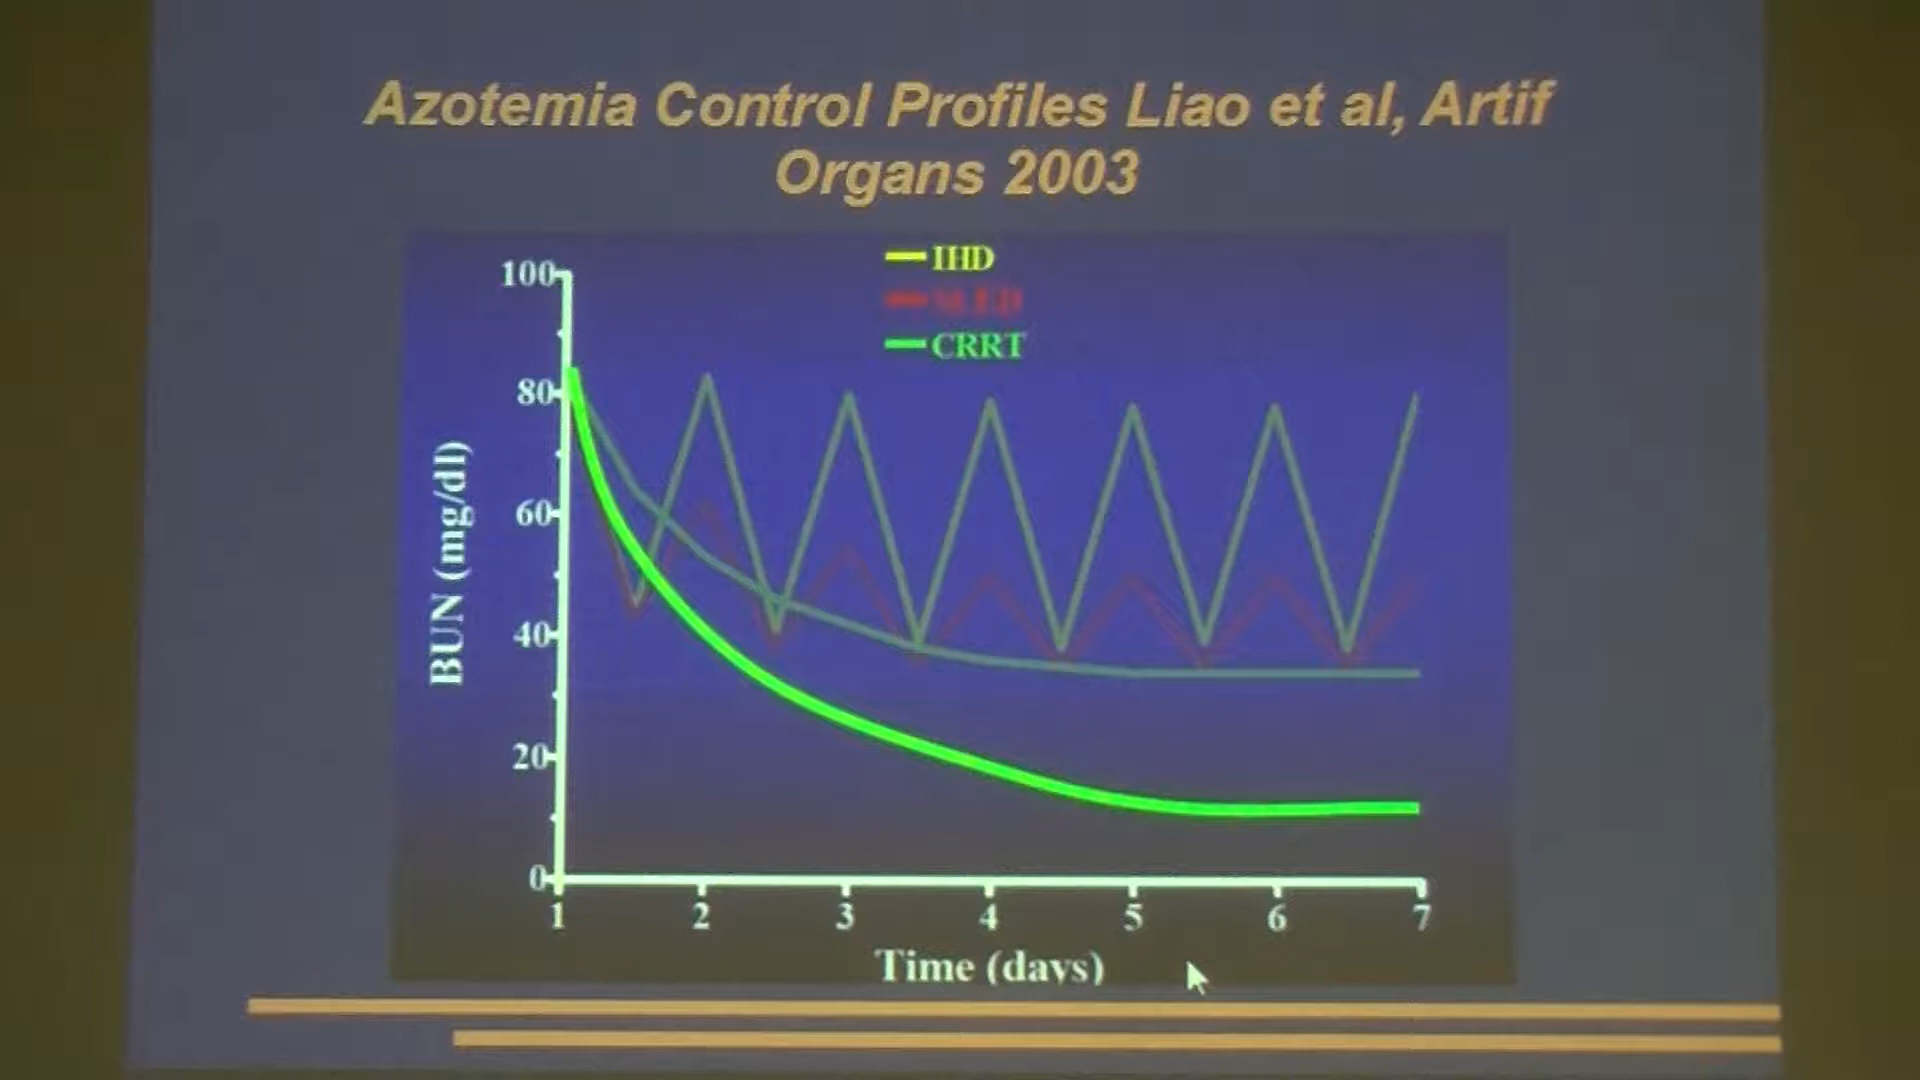 Azotemia Control Profiles Liao et al, Artif
Organs 2003
IHD
SLED
CRRT
100
80
60
40
20
0
BUN (mg/dl)
1 2 3 4 5 6 7
Time (days)